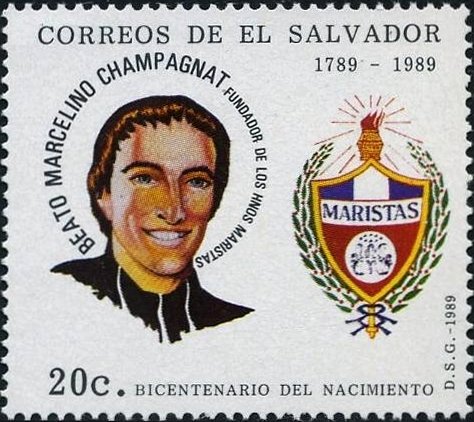 CORREOS DE EL SALVADOR
1789 - 1989
BEATO MARCELINO CHAMPAGNAT
FUNDADOR DE LOS HNOS MARISTAS
MARISTAS
D.S.G.-1989
20c. BICENTENARIO DEL NACIMIENTO